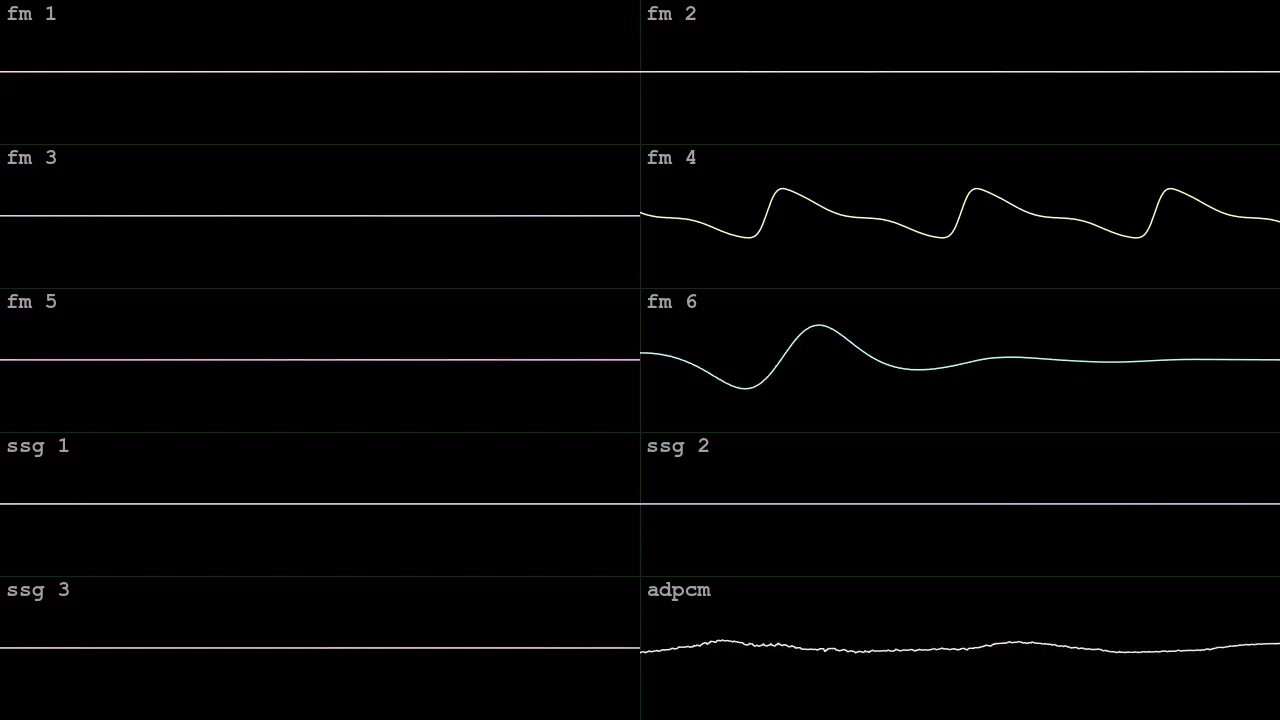 fm 1
fm 2
fm 3
fm 4
fm 5
fm 6
ssg 1
ssg 2
ssg 3
adpcm